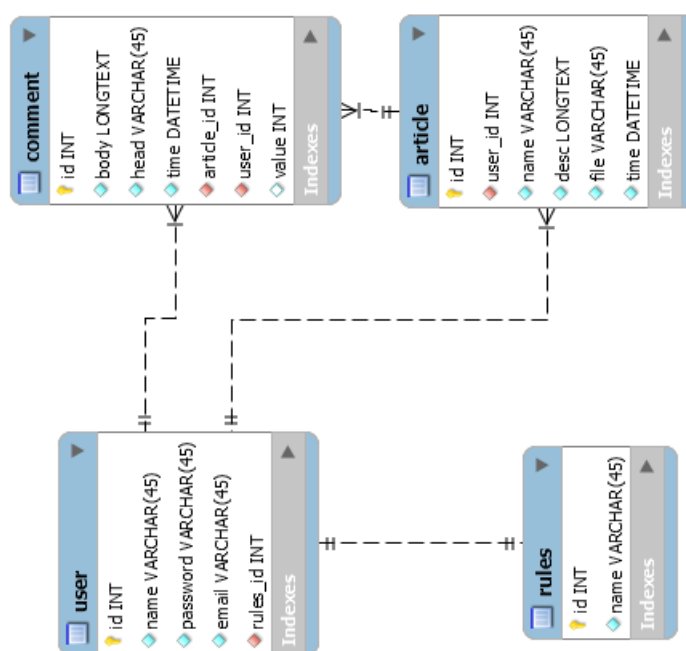 comment
id INT
body LONGTEXT
head VARCHAR(45)
time DATETIME
article_id INT
user_id INT
value INT
Indexes
article
id INT
user_id INT
name VARCHAR(45)
desc LONGTEXT
file VARCHAR(45)
time DATETIME
Indexes
user
id INT
name VARCHAR(45)
password VARCHAR(45)
email VARCHAR(45)
rules_id INT
Indexes
rules
id INT
name VARCHAR(45)
Indexes